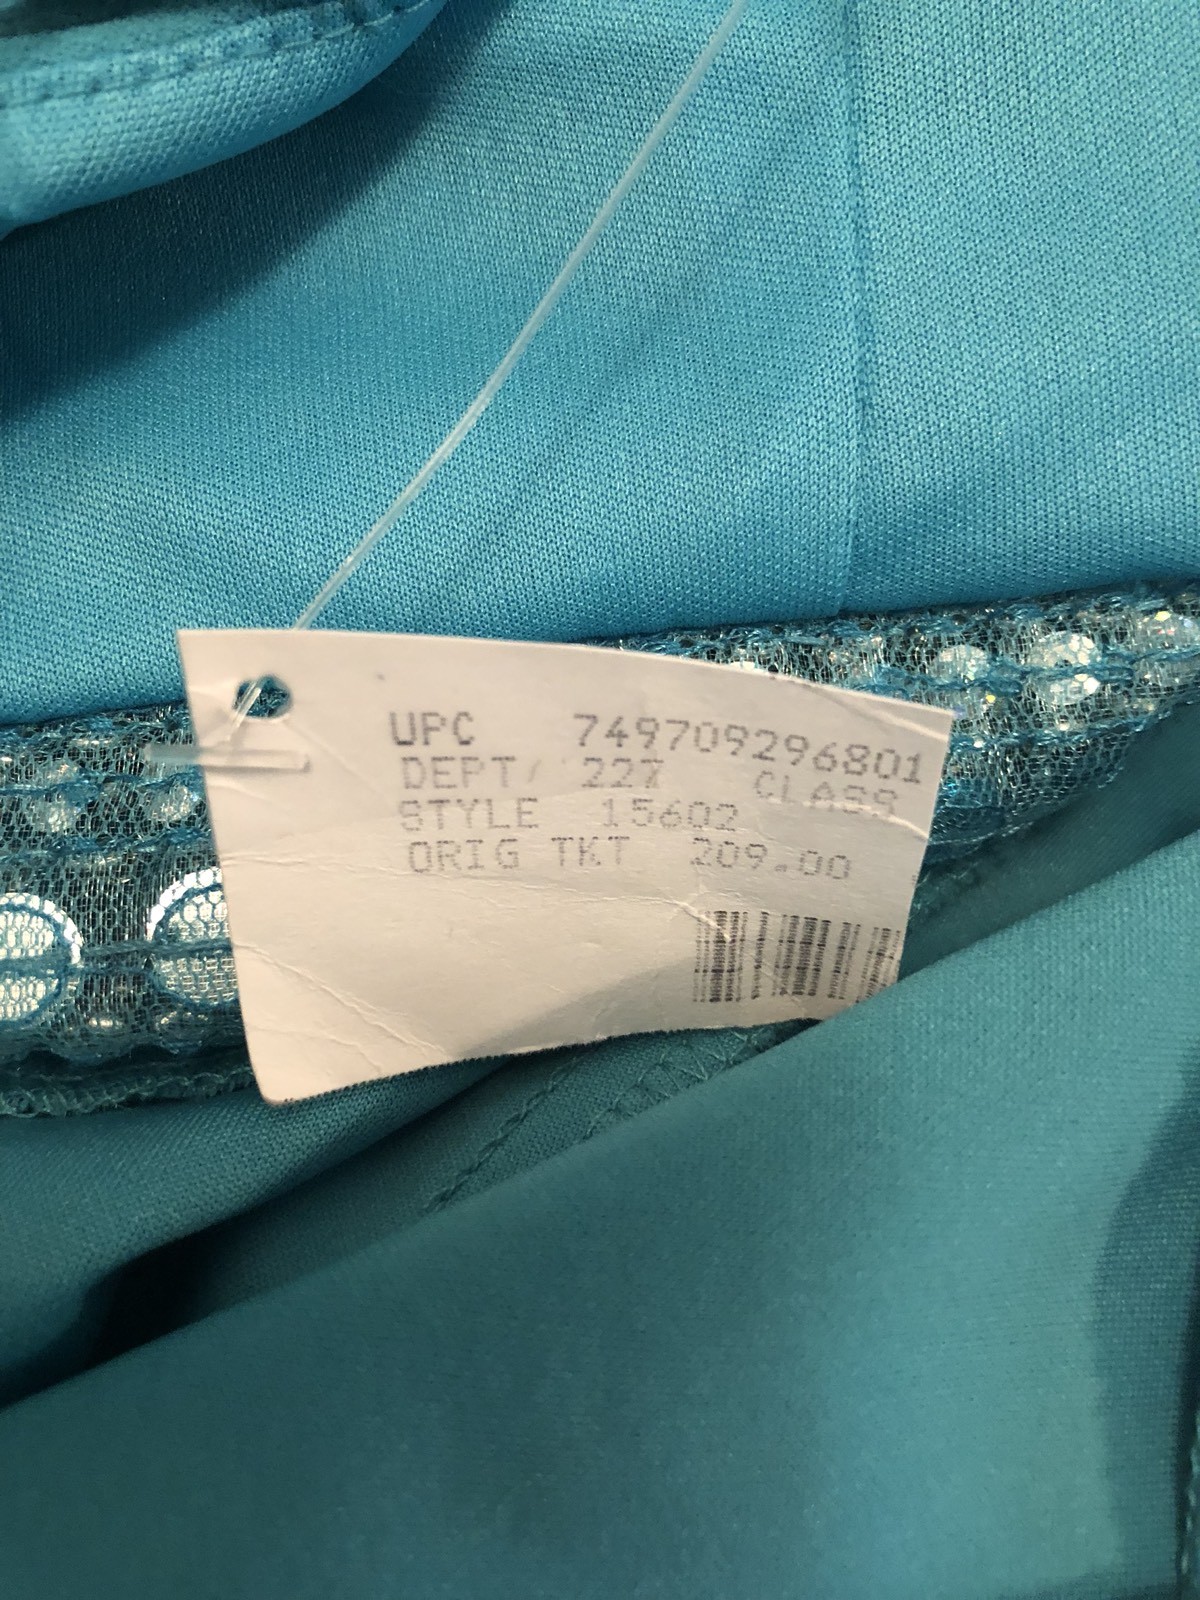 UPC 749709296801
DEPT 227 CLASS
STYLE 15602
ORIG TKT 209.00